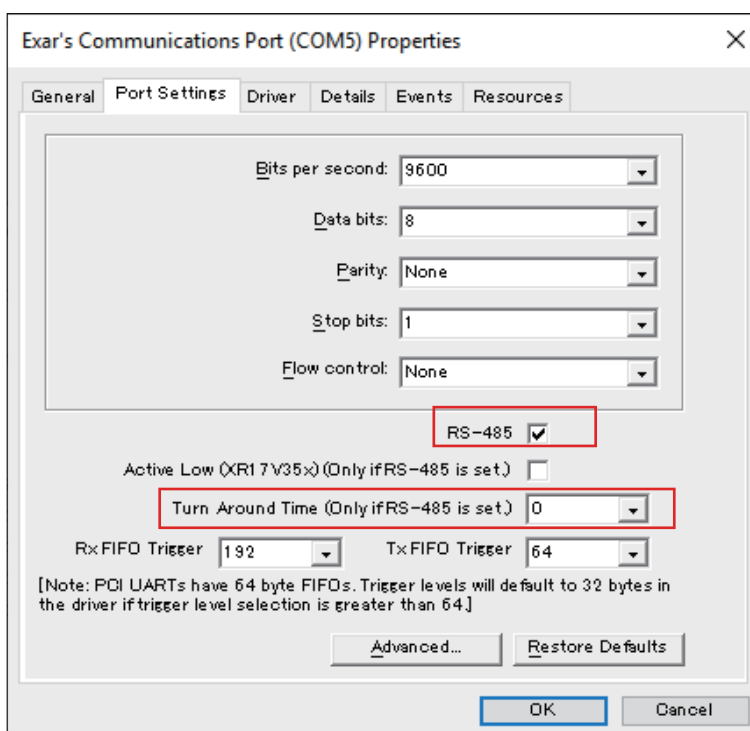 Exar's Communications Port (COM5) Properties
General Port Settings Driver Details Events Resources
Bits per second: 9600
Data bits: 8
Parity: None
Stop bits: 1
Flow control: None
RS-485
Active Low (XR17V35x) (Only if RS-485 is set.)
Turn Around Time (Only if RS-485 is set.) 0
Rx FIFO Trigger 192 Tx FIFO Trigger 64
[Note: PCI UARTs have 64 byte FIFOs. Trigger levels will default to 32 bytes in
the driver if trigger level selection is greater than 64.]
Advanced... Restore Defaults
OK Cancel